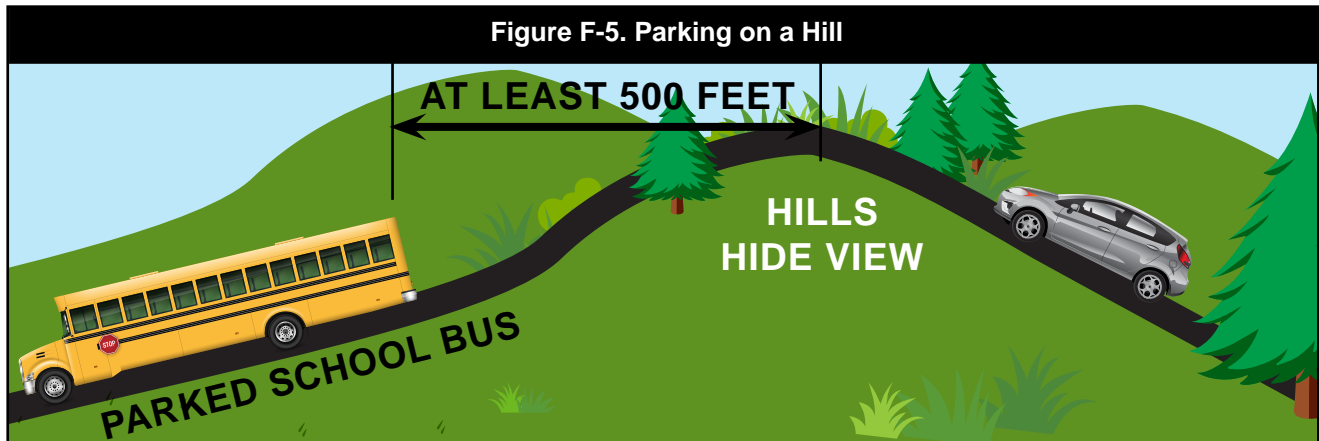 Figure F-5. Parking on a Hill
AT LEAST 500 FEET
HILLS
HIDE VIEW
STOP
PARKED SCHOOL BUS